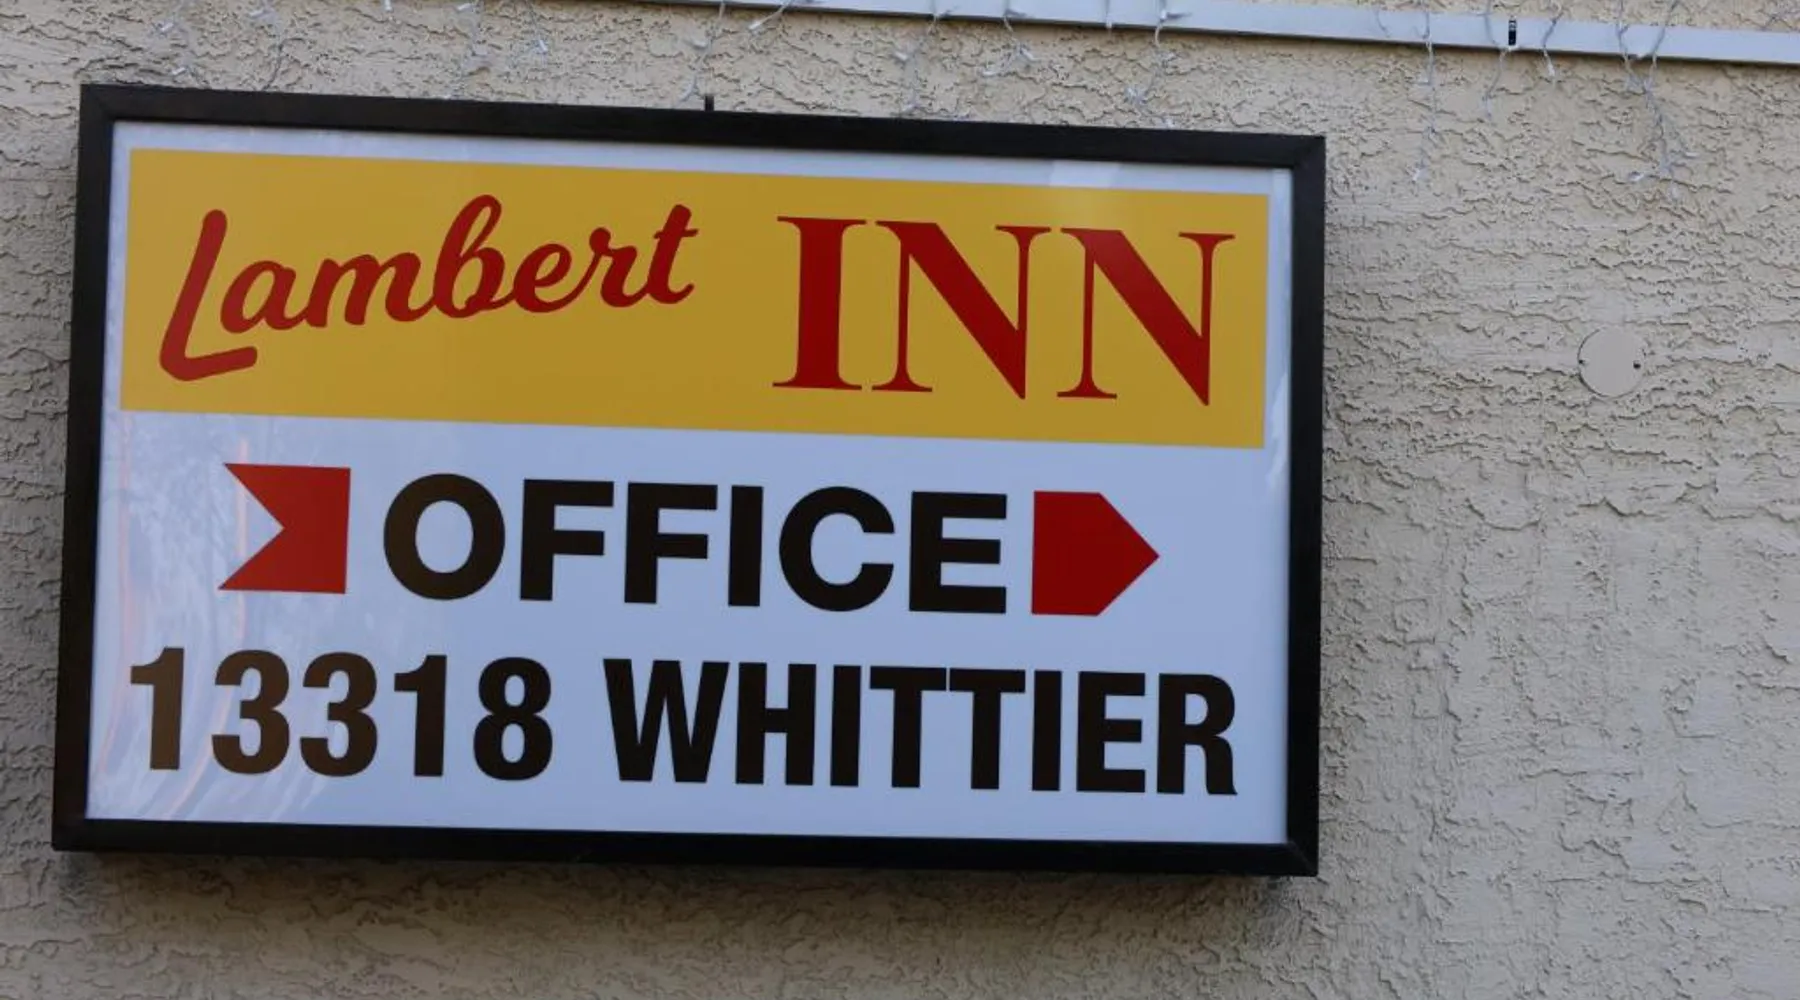 Lambert INN
OFFICE
13318 WHITTIER